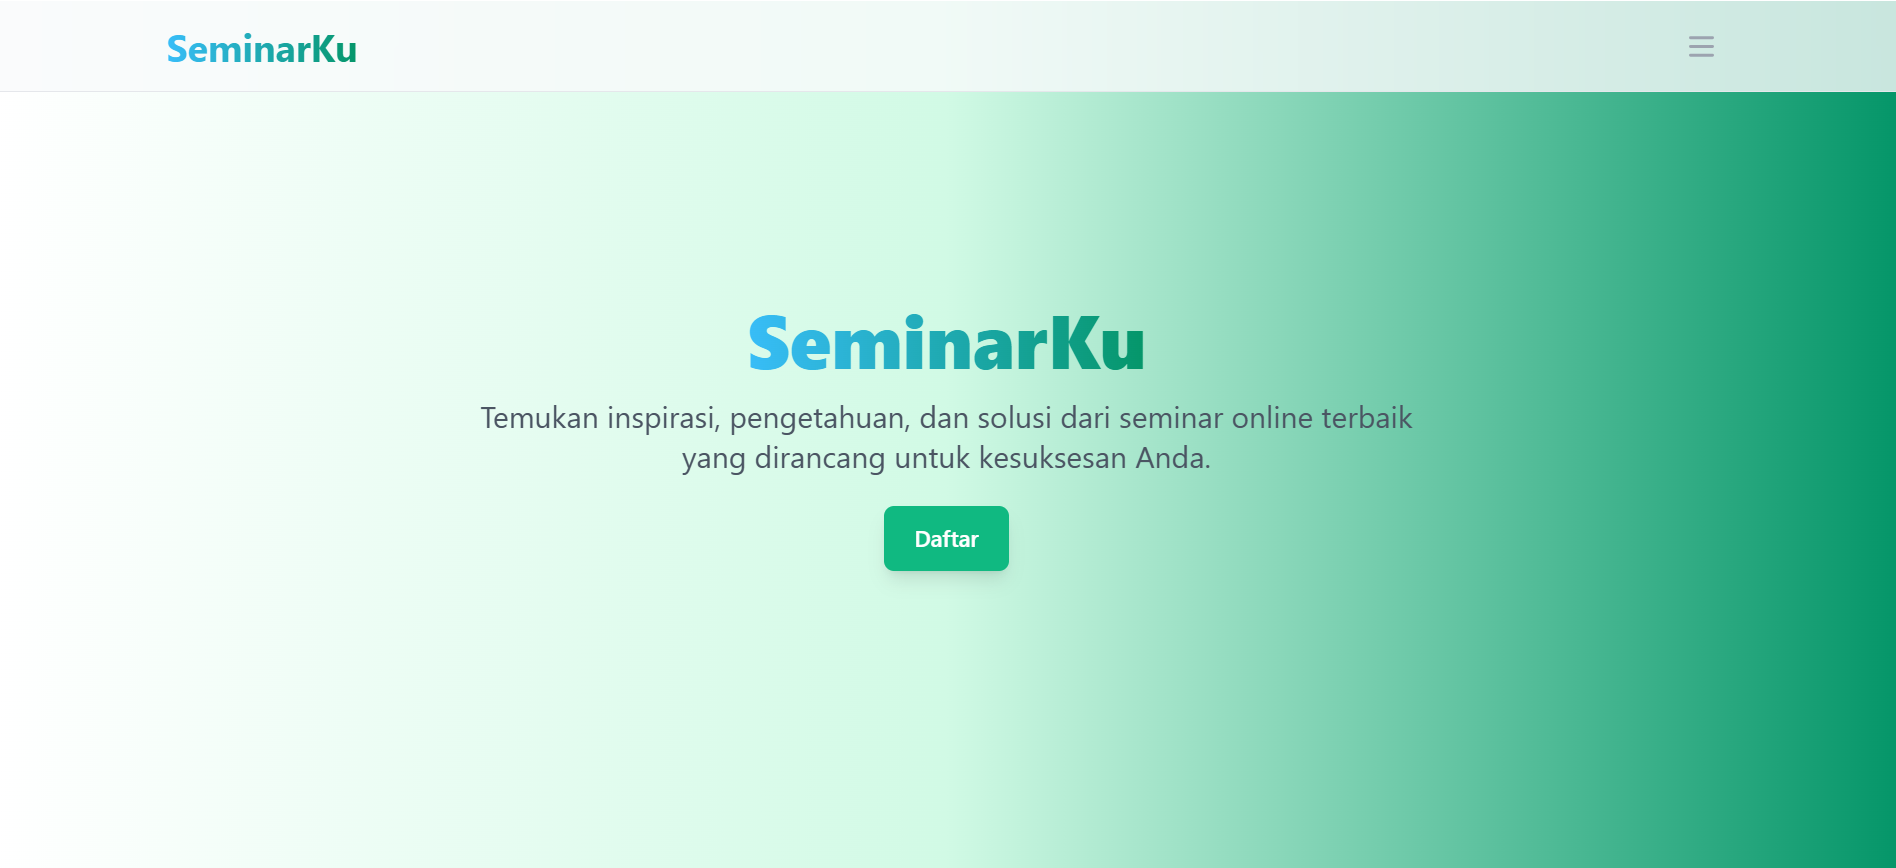 SeminarKu
SeminarKu
Temukan inspirasi, pengetahuan, dan solusi dari seminar online terbaik
yang dirancang untuk kesuksesan Anda.
Daftar